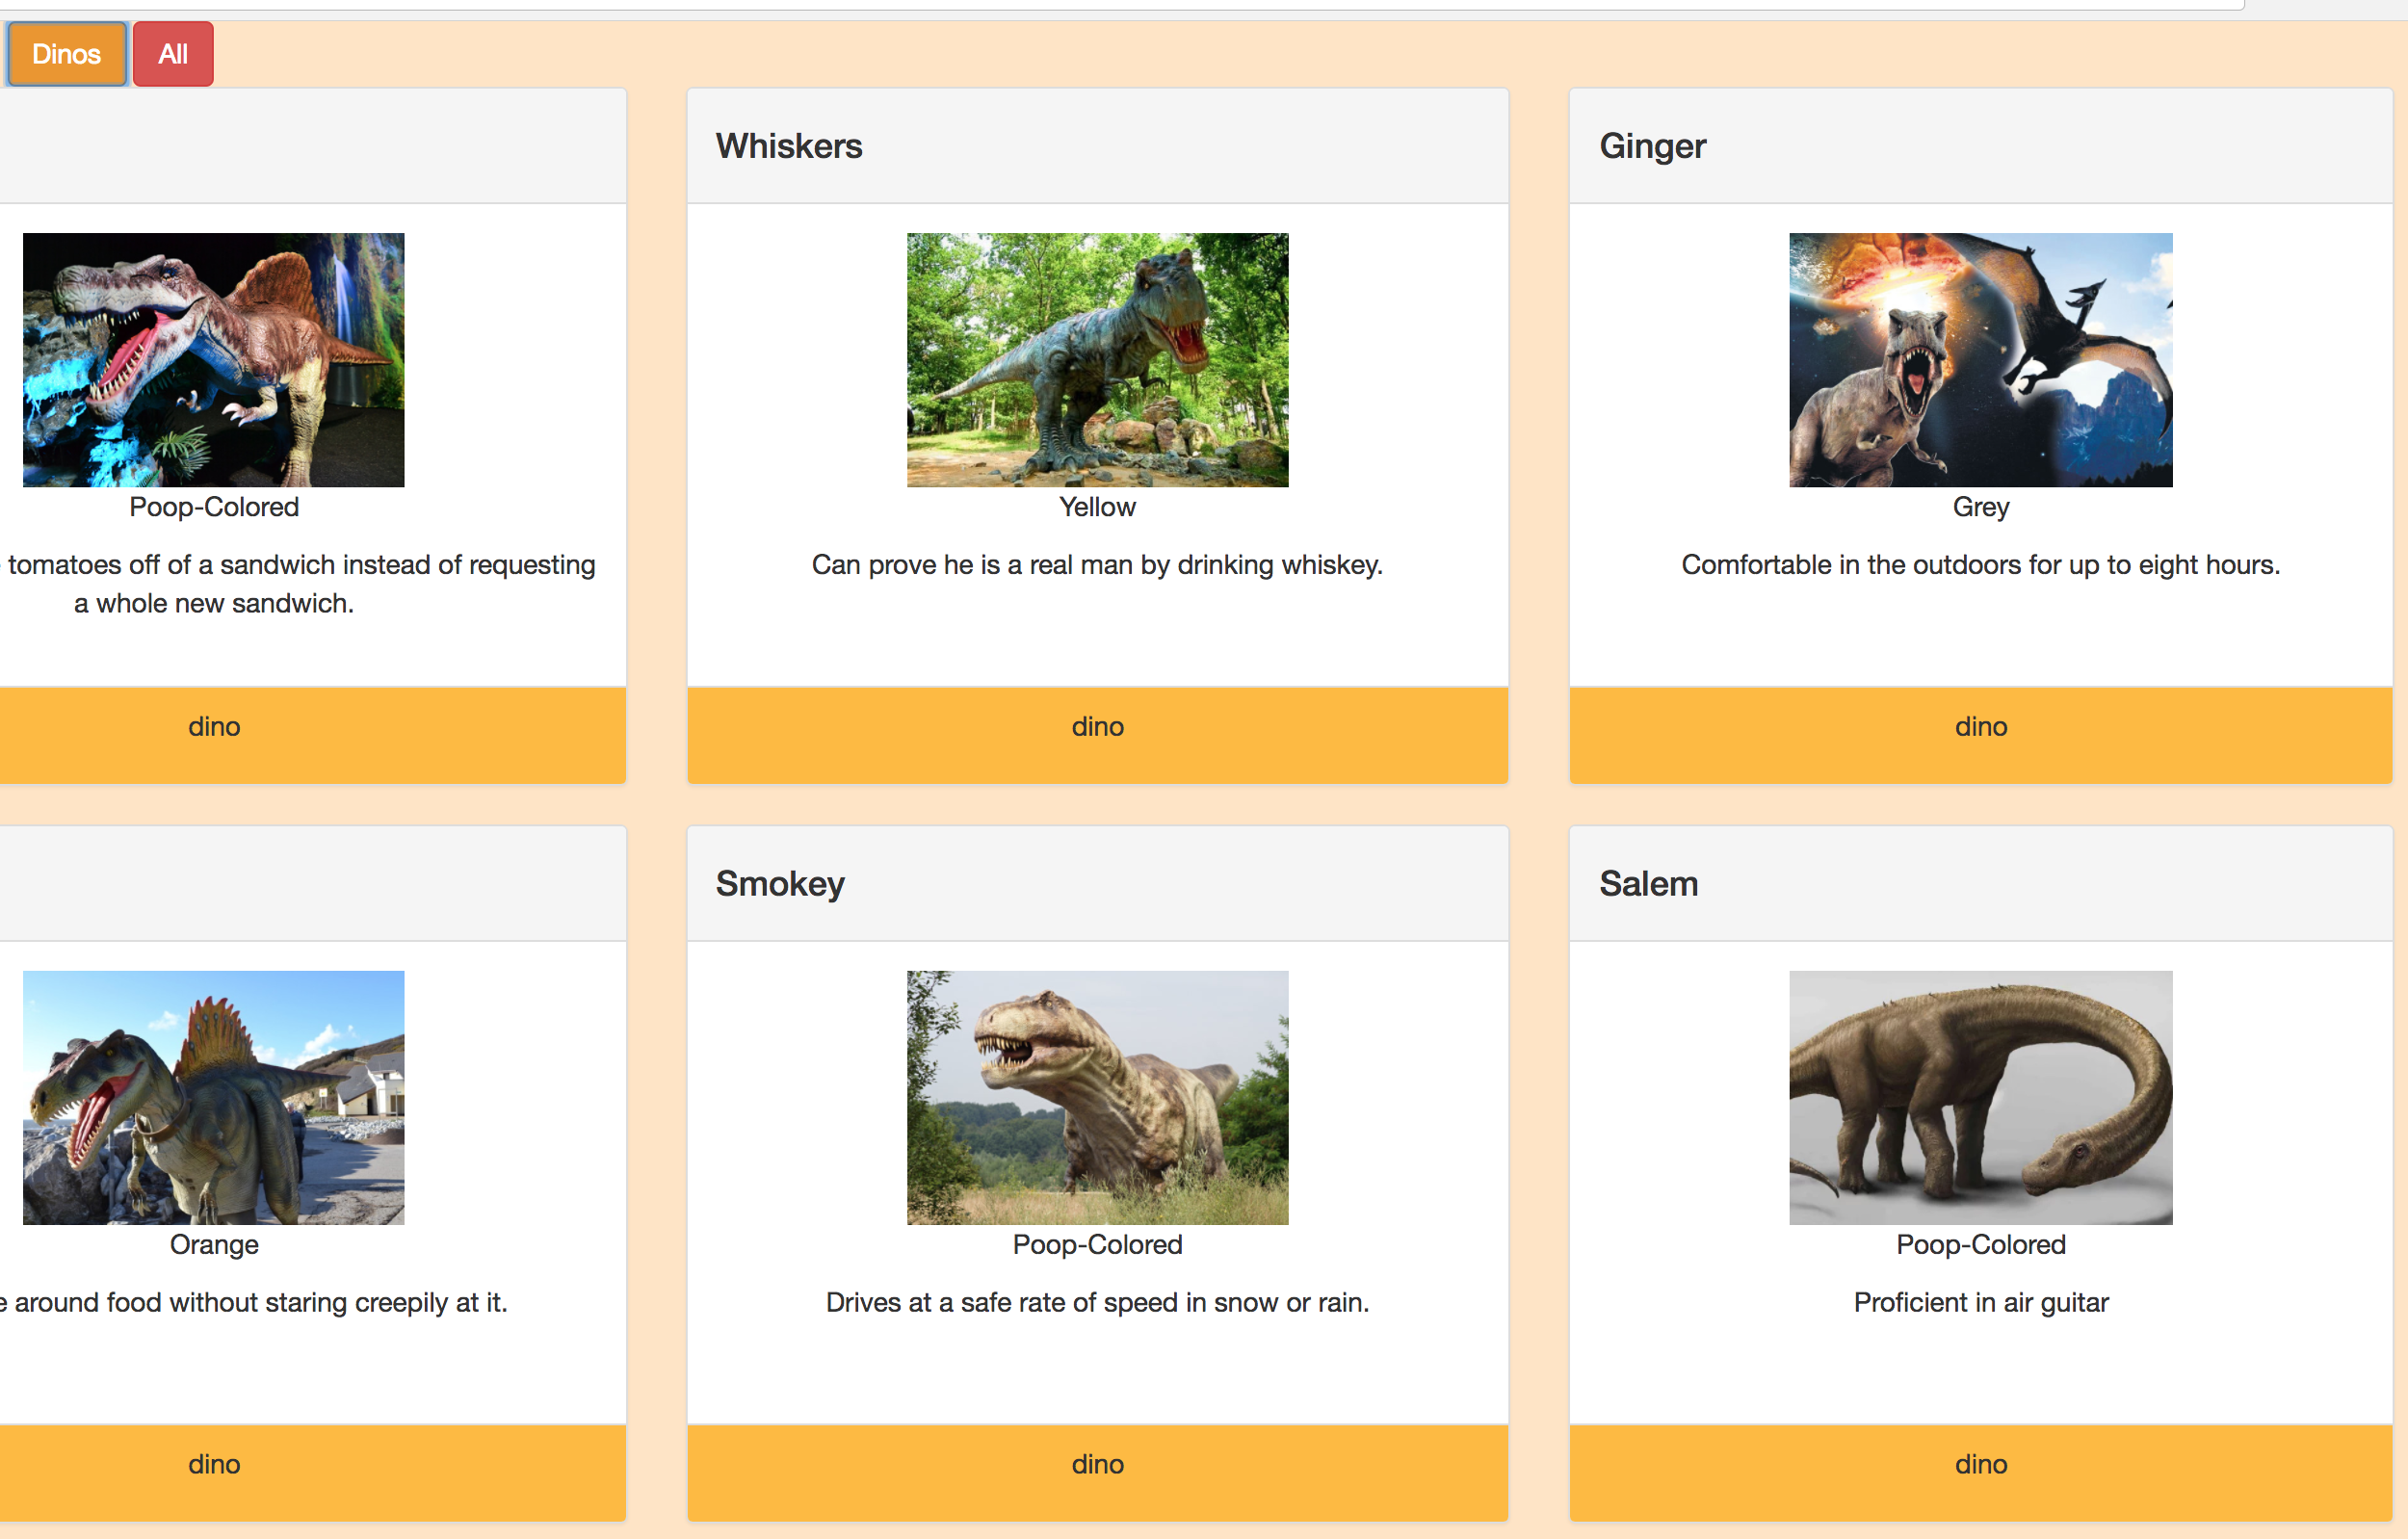 Dinos All
Whiskers
Ginger
Poop-Colored
Yellow
Grey
tomatoes off of a sandwich instead of requesting
a whole new sandwich.
Can prove he is a real man by drinking whiskey.
Comfortable in the outdoors for up to eight hours.
dino
dino
dino
Smokey
Salem
Orange
Poop-Colored
Poop-Colored
around food without staring creepily at it.
Drives at a safe rate of speed in snow or rain.
Proficient in air guitar
dino
dino
dino